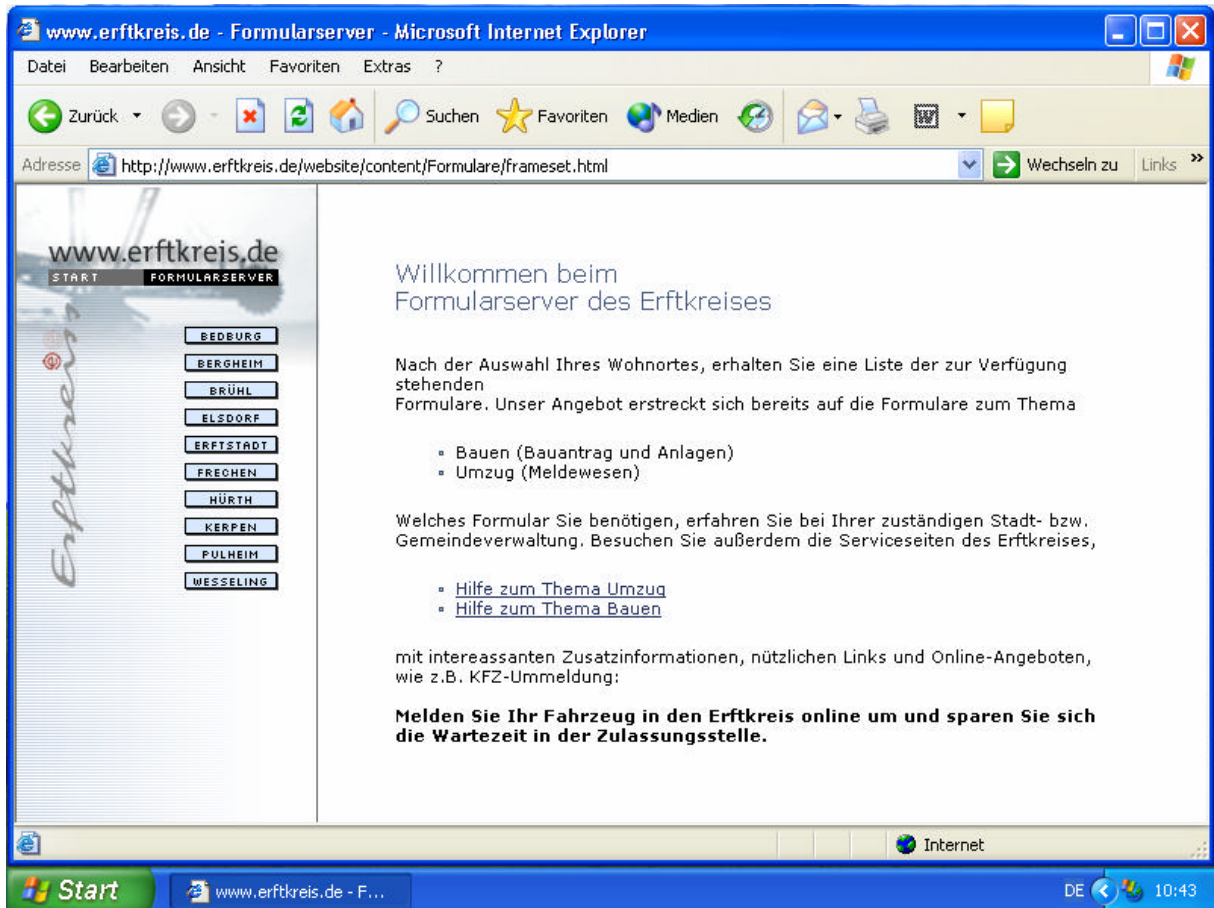 www.erftkreis.de - Formularserver - Microsoft Internet Explorer
Datei Bearbeiten Ansicht Favoriten Extras ?
Zurück Suchen Favoriten Medien
Adresse http://www.erftkreis.de/website/content/Formulare/frameset.html Wechseln zu Links »
www.erftkreis.de
START FORMULARSERVER
Erftkreiss
BEDBURG
BERGHEIM
BRÜHL
ELSDORF
ERFTSTADT
FRECHEN
HÜRTH
KERPEN
PULHEIM
WESSELING
Willkommen beim
Formularserver des Erftkreises
Nach der Auswahl Ihres Wohnortes, erhalten Sie eine Liste der zur Verfügung
stehenden
Formulare. Unser Angebot erstreckt sich bereits auf die Formulare zum Thema
Bauen (Bauantrag und Anlagen)
Umzug (Meldewesen)
Welches Formular Sie benötigen, erfahren Sie bei Ihrer zuständigen Stadt- bzw.
Gemeindeverwaltung. Besuchen Sie außerdem die Serviceseiten des Erftkreises,
Hilfe zum Thema Umzug
Hilfe zum Thema Bauen
mit intereassanten Zusatzinformationen, nützlichen Links und Online-Angeboten,
wie z.B. KFZ-Ummeldung:
Melden Sie Ihr Fahrzeug in den Erftkreis online um und sparen Sie sich
die Wartezeit in der Zulassungsstelle.
Internet
Start www.erftkreis.de - F... DE 10:43